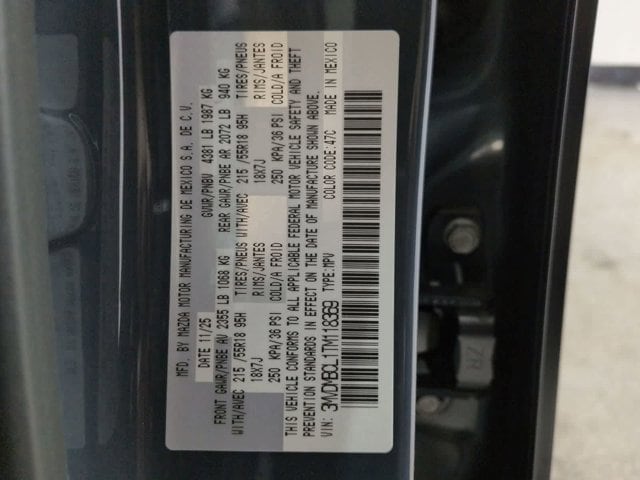 MFD. BY MAZDA MOTOR MANUFACTURING DE MEXICO S.A. DE C.V.
DATE 11/25 GVWR/PNBV 4381 LB 1987 KG
FRONT GAWR/PNBE AV 2355 LB 1068 KG REAR GAWR/PNBE AR 2072 LB 940 KG
WITH/AVEC 215 /55R18 95H TIRES/PNEUS WITH/AVEC 215 /55R18 95H TIRES/PNEUS
18X7J RIMS/JANTES 18X7J RIMS/JANTES
250 KPA/36 PSI COLD/A FROID 250 KPA/36 PSI COLD/A FROID
THIS VEHICLE CONFORMS TO ALL APPLICABLE FEDERAL MOTOR VEHICLE SAFETY AND THEFT
PREVENTION STANDARDS IN EFFECT ON THE DATE OF MANUFACTURE SHOWN ABOVE.
VIN: 3MVDMBCL1TM118369 TYPE:MPV COLOR CODE:47C MADE IN MEXICO
ZR